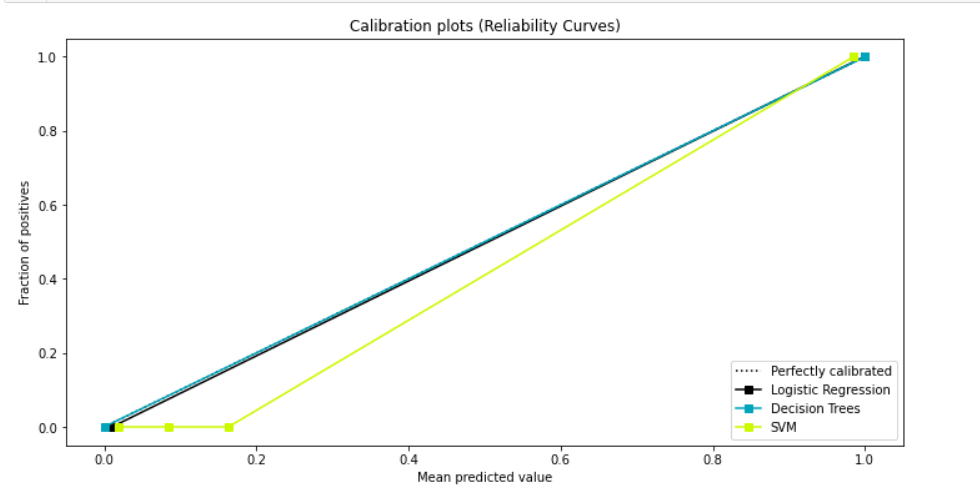 Calibration plots (Reliability Curves)
1.0
0.8
0.6
0.4
0.2
0.0
Fraction of positives
0.0 0.2 0.4 0.6 0.8 1.0
Mean predicted value
Perfectly calibrated
Logistic Regression
Decision Trees
SVM